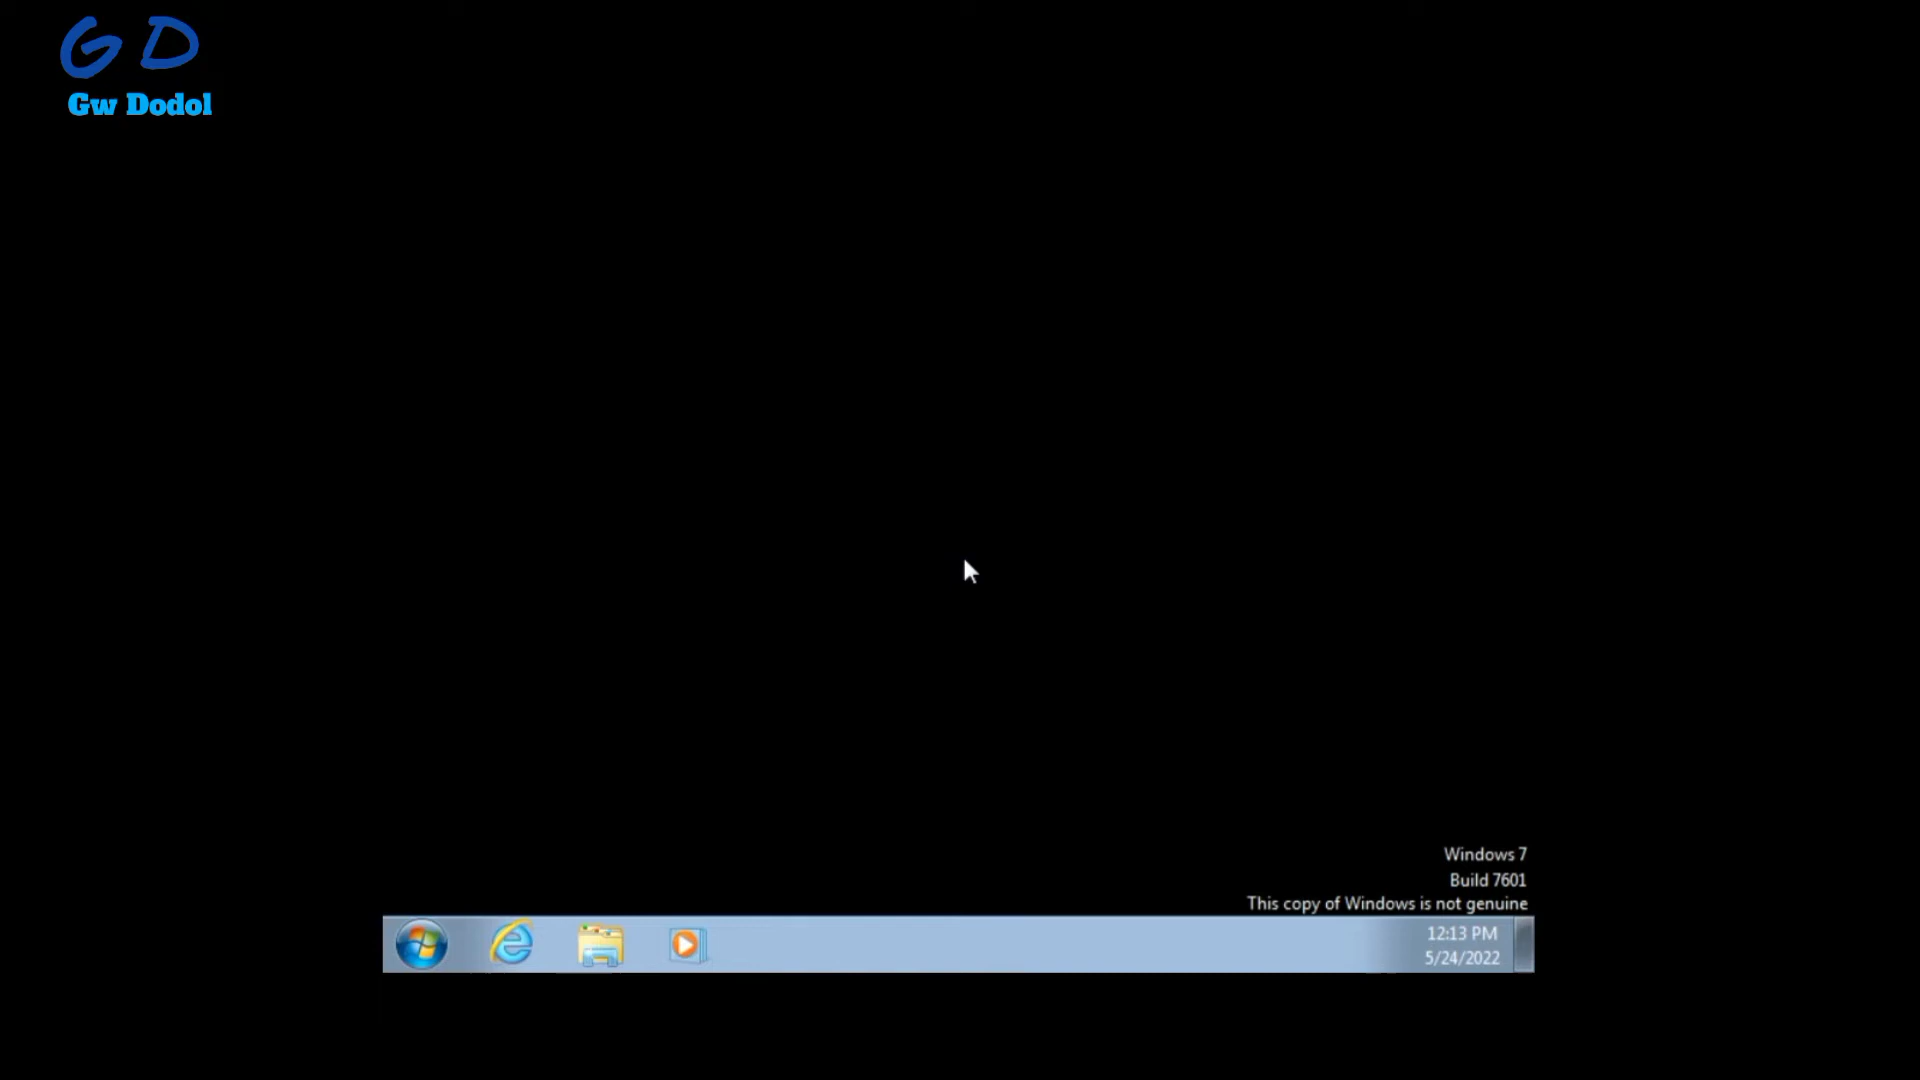 G D
Gw Dodol
Windows 7
Build 7601
This copy of Windows is not genuine
12:13 PM
5/24/2022